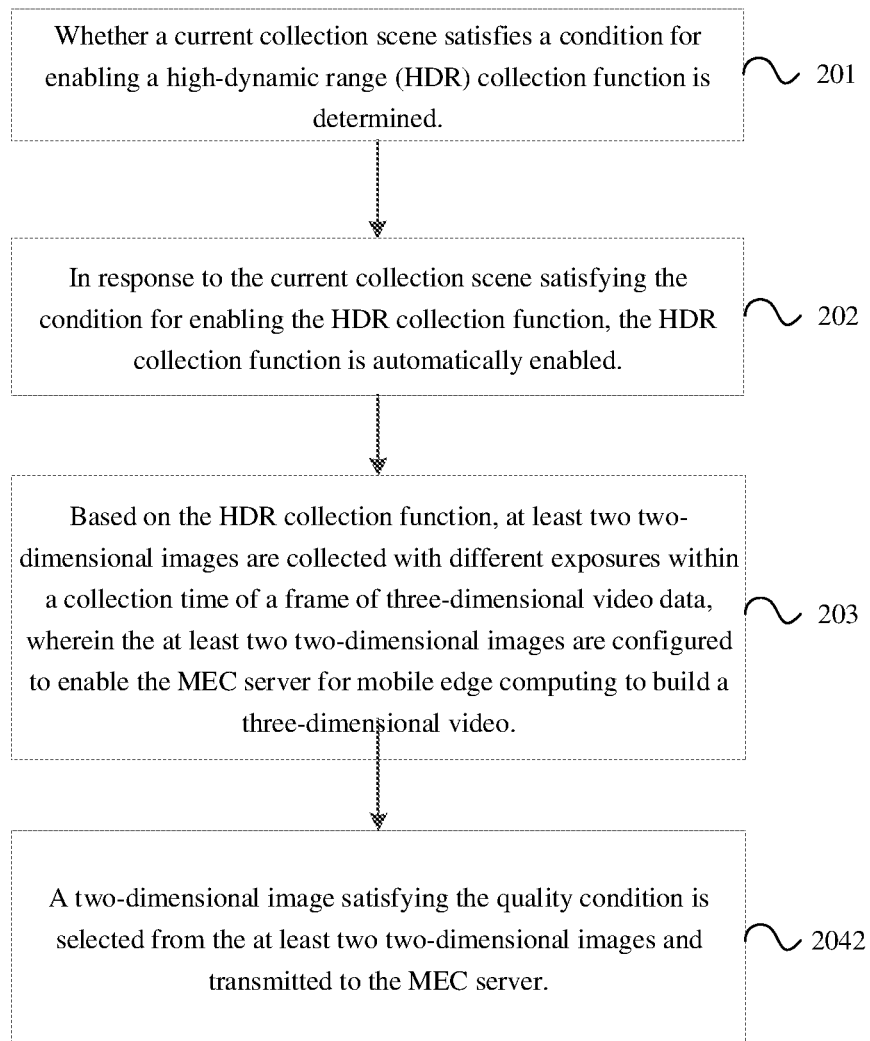 Whether a current collection scene satisfies a condition for
enabling a high-dynamic range (HDR) collection function is
determined.
201
In response to the current collection scene satisfying the
condition for enabling the HDR collection function, the HDR
collection function is automatically enabled.
202
Based on the HDR collection function, at least two two-
dimensional images are collected with different exposures within
a collection time of a frame of three-dimensional video data,
wherein the at least two two-dimensional images are configured
to enable the MEC server for mobile edge computing to build a
three-dimensional video.
203
A two-dimensional image satisfying the quality condition is
selected from the at least two two-dimensional images and
transmitted to the MEC server.
2042